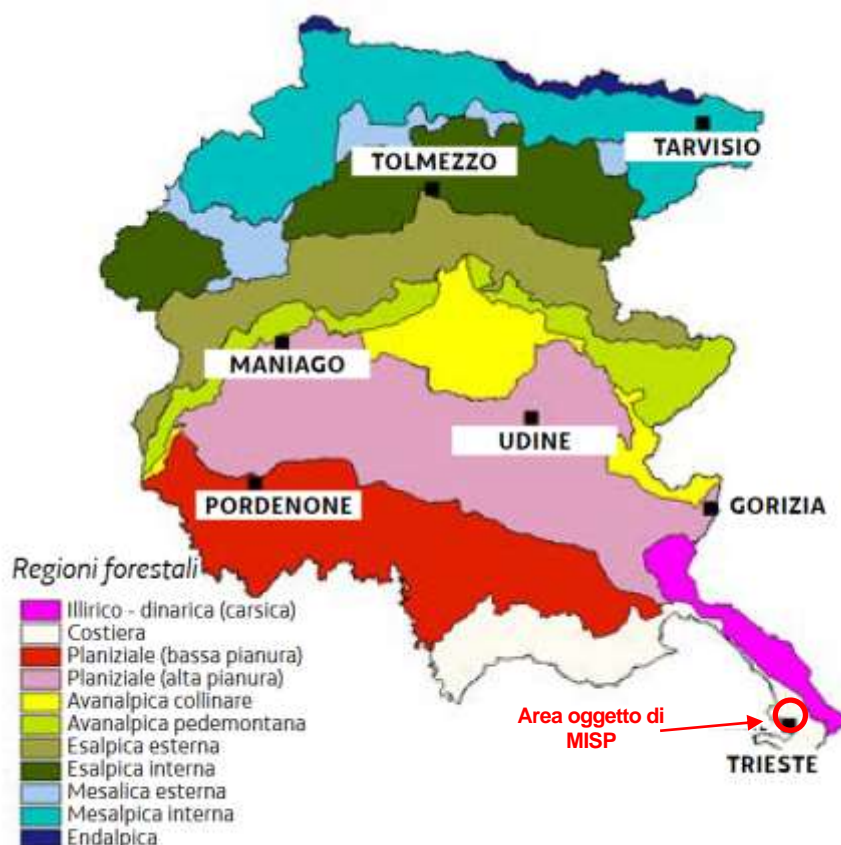 TARVISIO
TOLMEZZO
MANIAGO
UDINE
PORDENONE
GORIZIA
Regioni forestali
Illirico - dinarica (carsica)
Costiera
Planiziale (bassa pianura)
Planiziale (alta pianura)
Avanalpica collinare
Avanalpica pedemontana
Esalpica esterna
Esalpica interna
Mesalica esterna
Mesalpica interna
Endalpica
Area oggetto di
MISP
TRIESTE